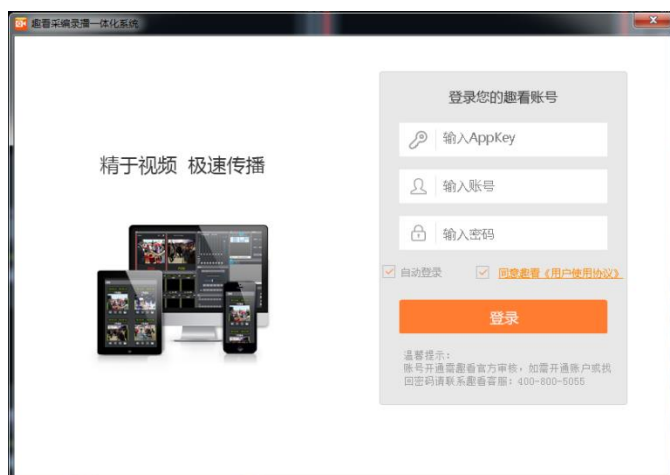 趣看采编录播一体化系统
精于视频 极速传播
登录您的趣看账号
输入AppKey
输入账号
输入密码
自动登录 同意趣看《用户使用协议》
登录
温馨提示:
账号开通需趣看官方审核,如需开通账户或找
回密码请联系趣看客服:400-800-5055